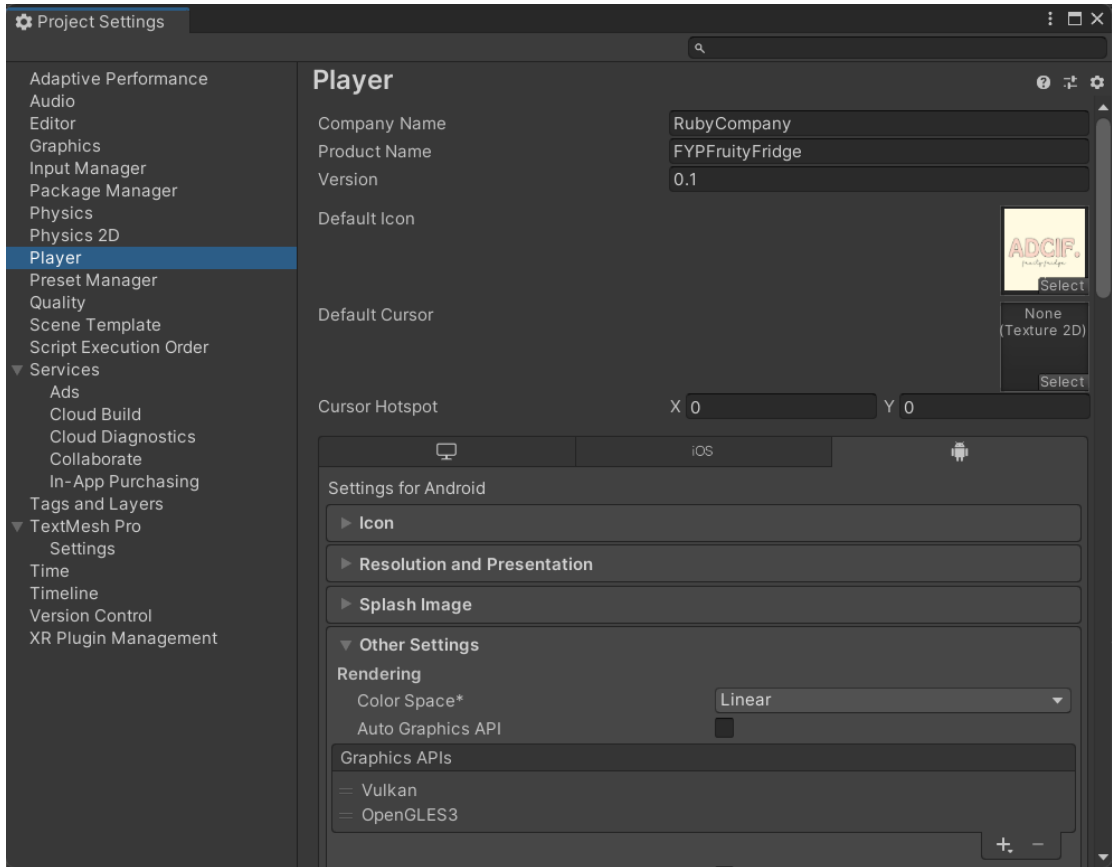 Project Settings
Adaptive Performance
Audio
Editor
Graphics
Input Manager
Package Manager
Physics
Physics 2D
Player
Preset Manager
Quality
Scene Template
Script Execution Order
Services
Ads
Cloud Build
Cloud Diagnostics
Collaborate
In-App Purchasing
Tags and Layers
TextMesh Pro
Settings
Time
Timeline
Version Control
XR Plugin Management
Player
Company Name RubyCompany
Product Name FYPFruityFridge
Version 0.1
Default Icon
ADCIF.
fruity fridge
Select
Default Cursor
None
(Texture 2D)
Select
Cursor Hotspot X 0 Y 0
iOS
Settings for Android
Icon
Resolution and Presentation
Splash Image
Other Settings
Rendering
Color Space* Linear
Auto Graphics API
Graphics APIs
Vulkan
OpenGLES3